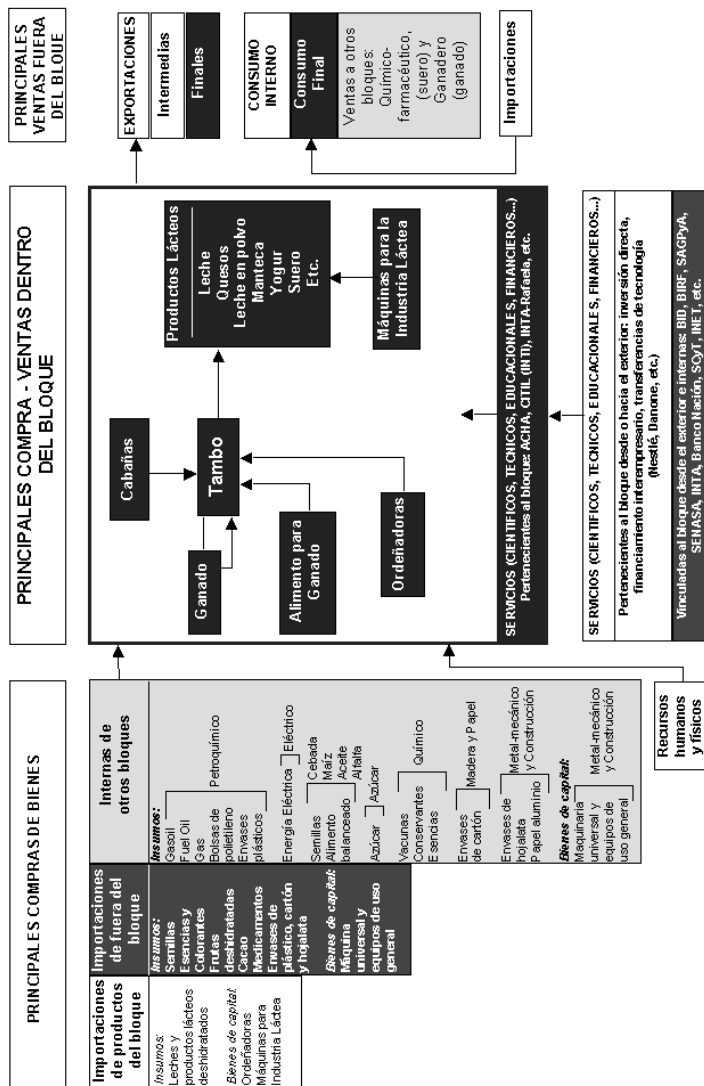 PRINCIPALES COMPRAS DE BIENES
Importaciones
de productos
del bloque
Insumos:
Leches y
productos lácteos
deshidratados
Bienes de capital:
Ordeñadoras
Máquinas para
Industria Láctea
Importaciones
de fuera del
bloque
Insumos:
Semillas
Esencias y
Colorantes
Frutas
deshidratadas
Cacao
Medicamentos
Envases de
plástico, cartón
y hojalata
Bienes de capital:
Máquina
universal y
equipos de uso
general
Internas de
otros bloques
Insumos:
Gasoil
Fuel Oil
Gas
Bolsas de
polietileno
Envases
plásticos
Petroquímico
Energía Eléctrica
Eléctrico
Semillas
Alimento
balanceado
Cebada
Maíz
Aceite
Alfalfa
Azúcar
Azúcar
Vacunas
Conservantes
Esencias
Químico
Envases
de cartón
Madera y Papel
Envases de
hojalata
Papel aluminio
Metal-mecánico
y Construcción
Bienes de capital:
Maquinaria
universal y
equipos de
uso general
Metal-mecánico
y Construcción
Recursos
humanos
y físicos
PRINCIPALES COMPRA - VENTAS DENTRO
DEL BLOQUE
Cabañas
Ganado
Tambo
Alimento para
Ganado
Ordeñadoras
Productos Lácteos
Leche
Quesos
Leche en polvo
Manteca
Yogur
Suero
Etc.
Máquinas para la
Industria Láctea
SERVICIOS (CIENTIFICOS, TECNICOS, EDUCACIONALES, FINANCIEROS...)
Pertenecientes al bloque: ACHA, CITIL (INTI), INTA-Rafaela, etc.
SERVICIOS (CIENTIFICOS, TECNICOS, EDUCACIONALES, FINANCIEROS...)
Pertenecientes al bloque desde o hacia el exterior: inversión directa,
financiamiento interempresario, transferencias de tecnología
(Nestlé, Danone, etc.)
Vinculadas al bloque desde el exterior e internas: BID, BIRF, SAGPyA,
SENASA, INTA, Banco Nación, SCyT, INET, etc.
PRINCIPALES
VENTAS FUERA
DEL BLOUE
EXPORTACIONES
Intermedias
Finales
CONSUMO
INTERNO
Consumo
Final
Ventas a otros
bloques:
Químico-
farmacéutico,
(suero) y
Ganadero
(ganado)
Importaciones